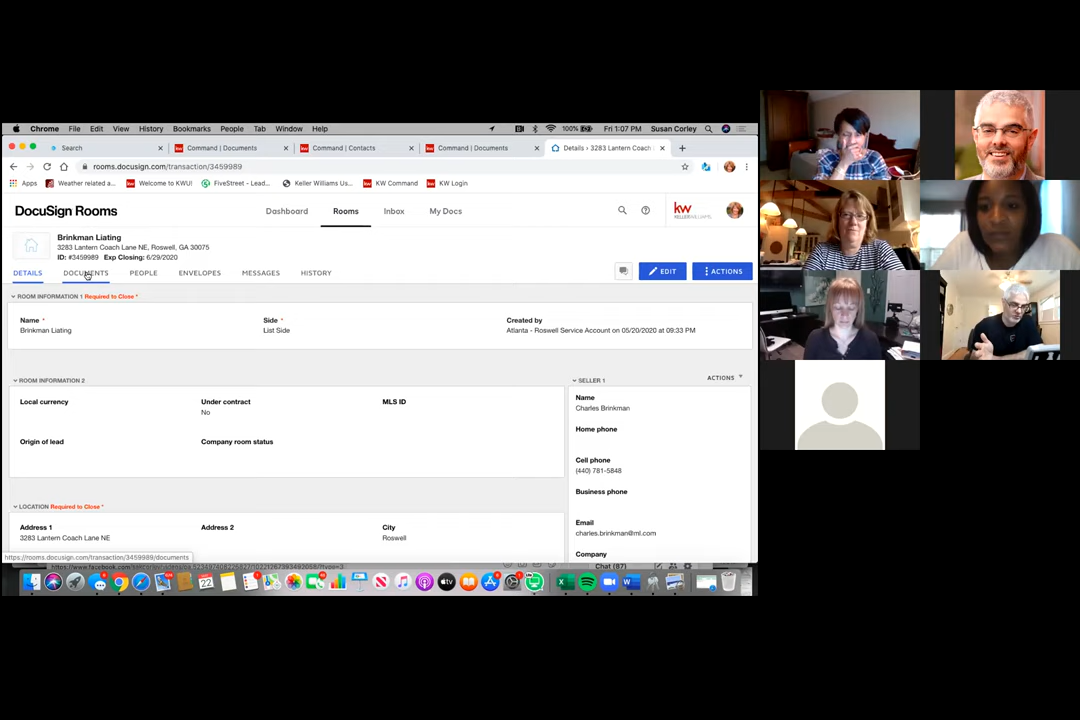 Chrome File Edit View History Bookmarks People Tab Window Help 100% Fri 1:07 PM Susan Corley
Search Command | Documents Command | Contacts Command | Documents Details > 3283 Lantern Coach
rooms.docusign.com/transaction/3459989
Apps Weather related a... Welcome to KWU! FiveStreet - Lead... Keller Williams Us... KW Command KW Login
DocuSign Rooms Dashboard Rooms Inbox My Docs kw KELLERWILLIAMS
Brinkman Liating
3283 Lantern Coach Lane NE, Roswell, GA 30075
ID: #3459989 Exp Closing: 6/29/2020
DETAILS DOCUMENTS PEOPLE ENVELOPES MESSAGES HISTORY EDIT ACTIONS
ROOM INFORMATION 1 Required to Close *
Name * Side * Created by
Brinkman Liating List Side Atlanta - Roswell Service Account on 05/20/2020 at 09:33 PM
ROOM INFORMATION 2
Local currency Under contract MLS ID
No
Origin of lead Company room status
LOCATION Required to Close *
Address 1 Address 2 City
3283 Lantern Coach Lane NE Roswell
ACTIONS
SELLER 1
Name
Charles Brinkman
Home phone
Cell phone
(440) 781-5848
Business phone
Email
charles.brinkman@ml.com
Company
https://rooms.docusign.com/transaction/3459989/documents
Chat (87)